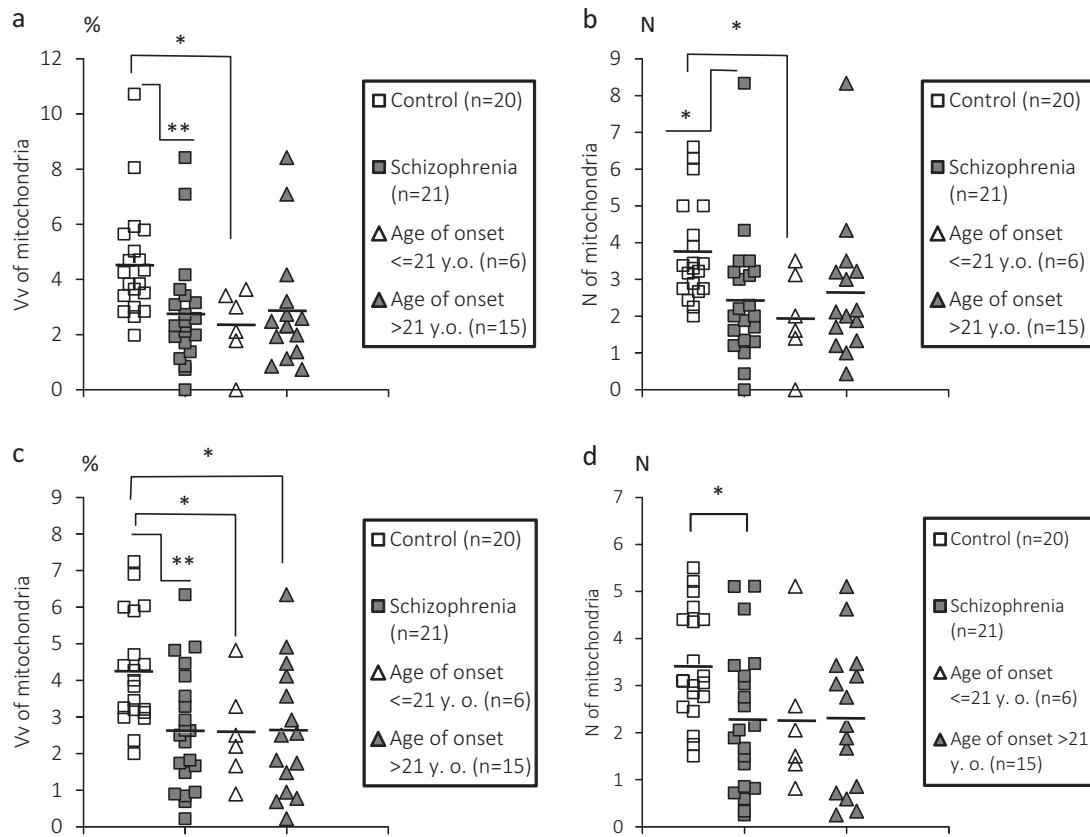 a
%
Vv of mitochondria
12
10
8
6
4
2
0
*
**
Control (n=20)
Schizophrenia
(n=21)
Age of onset
<=21 y.o. (n=6)
Age of onset
>21 y.o. (n=15)
b
N
N of mitochondria
9
8
7
6
5
4
3
2
1
0
*
*
Control (n=20)
Schizophrenia
(n=21)
Age of onset
<=21 y.o. (n=6)
Age of onset
>21 y.o. (n=15)
c
%
Vv of mitochondria
9
8
7
6
5
4
3
2
1
0
*
*
**
Control (n=20)
Schizophrenia
(n=21)
Age of onset
<=21 y. o. (n=6)
Age of onset
>21 y. o. (n=15)
d
N
N of mitochondria
7
6
5
4
3
2
1
0
*
Control (n=20)
Schizophrenia
(n=21)
Age of onset
<=21 y. o. (n=6)
Age of onset >21
y. o. (n=15)